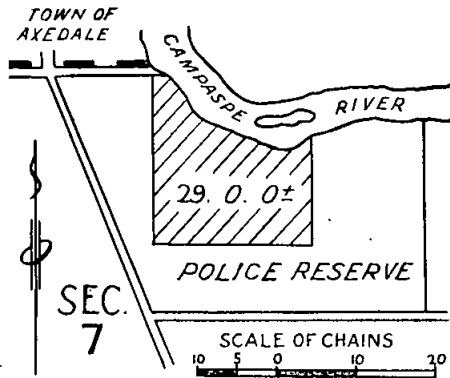 TOWN OF
AXEDALE
CAMPASPE
RIVER
29. 0. 0±
POLICE RESERVE
SEC.
7
SCALE OF CHAINS
10 5 0 10 20